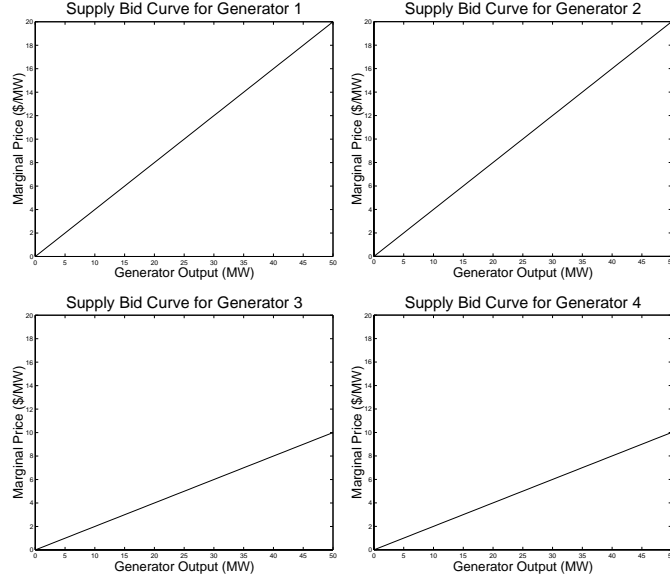 Supply Bid Curve for Generator 1
Marginal Price ($/MW)
20
18
16
14
12
10
8
6
4
2
0
0 5 10 15 20 25 30 35 40 45 50
Generator Output (MW)
Supply Bid Curve for Generator 2
Marginal Price ($/MW)
20
18
16
14
12
10
8
6
4
2
0
0 5 10 15 20 25 30 35 40 45 50
Generator Output (MW)
Supply Bid Curve for Generator 3
Marginal Price ($/MW)
20
18
16
14
12
10
8
6
4
2
0
0 5 10 15 20 25 30 35 40 45 50
Generator Output (MW)
Supply Bid Curve for Generator 4
Marginal Price ($/MW)
20
18
16
14
12
10
8
6
4
2
0
0 5 10 15 20 25 30 35 40 45 50
Generator Output (MW)